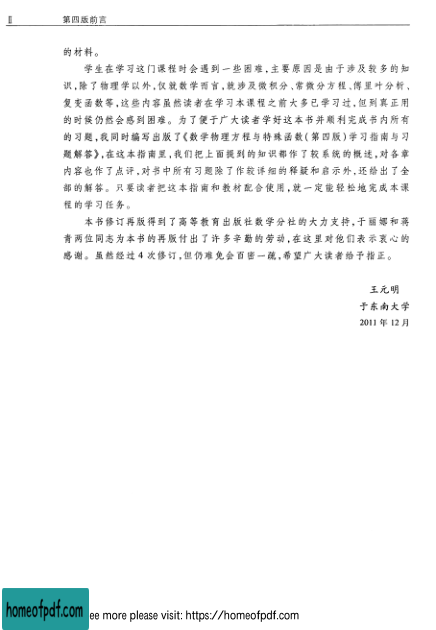 Ⅱ 第四版前言
的材料。
学生在学习这门课程时会遇到一些困难,主要原因是由于涉及较多的知
识,除了物理学以外,仅就数学而言,就涉及微积分、常微分方程、傅里叶分析、
复变函数等,这些内容虽然读者在学习本课程之前大多已学习过,但到真正用
的时候仍然会感到困难。为了便于广大读者学好这本书并顺利完成书内所有
的习题,我同时编写出版了《数学物理方程与特殊函数(第四版)学习指南与习
题解答》,在这本指南里,我们把上面提到的知识都作了较系统的概述,对各章
内容也作了点评,对书中所有习题除了作较详细的释疑和启示外,还给出了全
部的解答。只要读者把这本指南和教材配合使用,就一定能轻松地完成本课
程的学习任务。
本书修订再版得到了高等教育出版社数学分社的大力支持,于丽娜和蒋
青两位同志为本书的再版付出了许多辛勤的劳动,在这里对他们表示衷心的
感谢。虽然经过 4 次修订,但仍难免会百密一疏,希望广大读者给予指正。
王元明
于东南大学
2011 年 12 月
homeofpdf.com
ee more please visit: https://homeofpdf.com